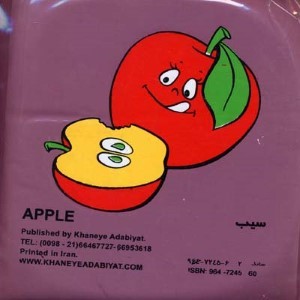 APPLE
سیب
Published by Khaneye Adabiyat.
TEL: (0098 - 21)66467727- 66953618
Printed in Iran.
WWW.KHANEYEADABIYAT.COM
شابک
ISBN: 964 -7245 60